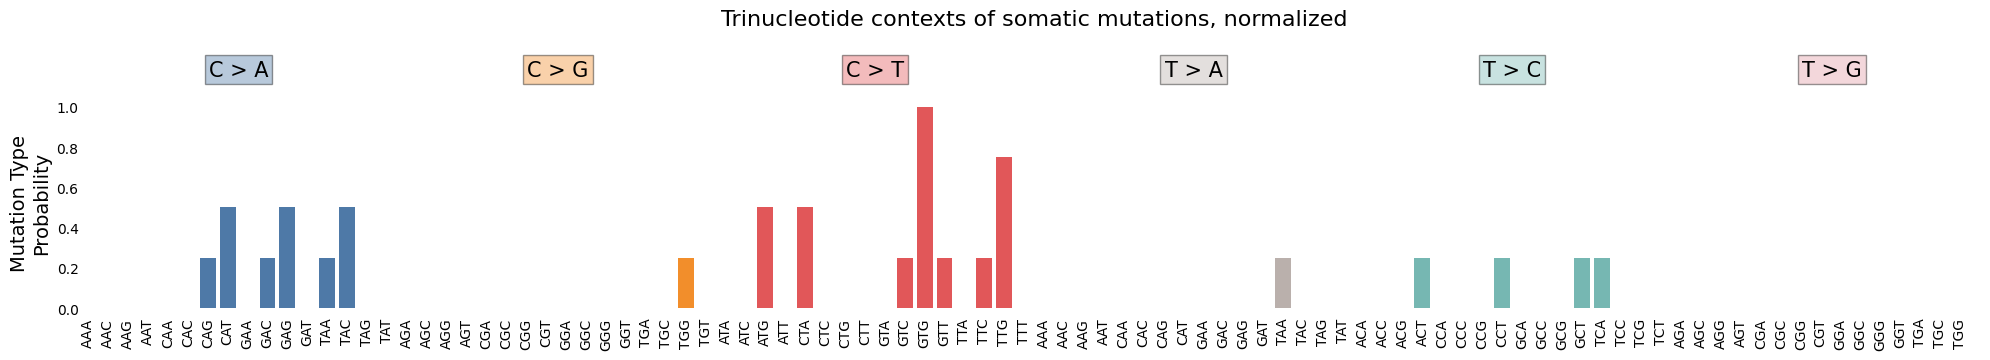 Trinucleotide contexts of somatic mutations, normalized
C > A C > G C > T T > A T > C T > G
Mutation Type
Probability
1.0
0.8
0.6
0.4
0.2
0.0
AAA AAC AAG AAT CAA CAC CAG CAT GAA GAC GAG GAT TAA TAC TAG TAT AGA AGC AGG AGT CGA CGC CGG CGT GGA GGC GGG GGT TGA TGC TGG TGT ATA ATC ATG ATT CTA CTC CTG CTT GTA GTC GTG GTT TTA TTC TTG TTT AAA AAC AAG AAT CAA CAC CAG CAT GAA GAC GAG GAT TAA TAC TAG TAT ACA ACC ACG ACT CCA CCC CCG CCT GCA GCC GCG GCT TCA TCC TCG TCT AGA AGC AGG AGT CGA CGC CGG CGT GGA GGC GGG GGT TGA TGC TGG